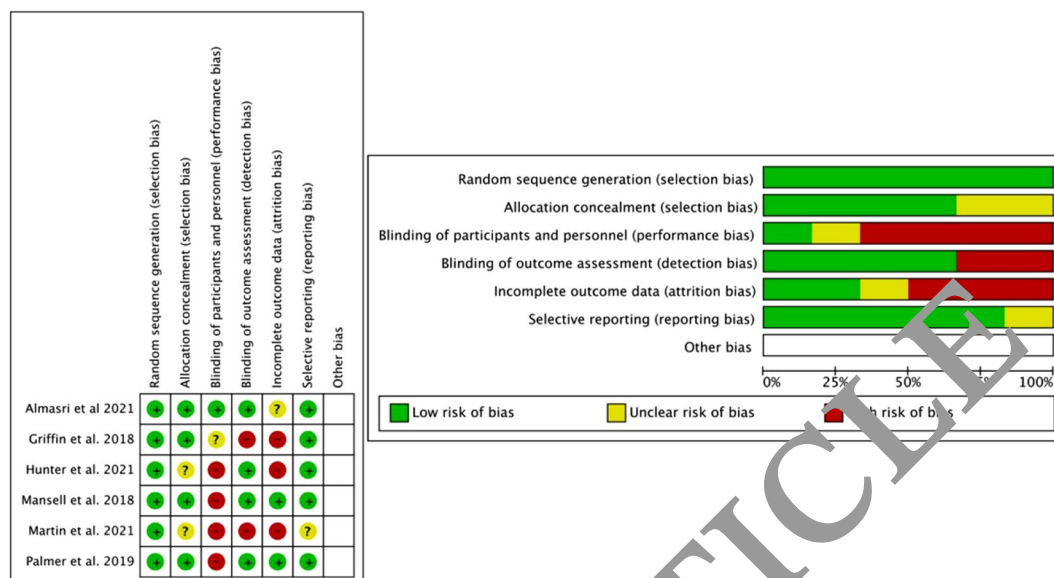 Random sequence generation (selection bias)
Allocation concealment (selection bias)
Blinding of participants and personnel (performance bias)
Blinding of outcome assessment (detection bias)
Incomplete outcome data (attrition bias)
Selective reporting (reporting bias)
Other bias
Almasri et al 2021 + + + + ? +
Griffin et al. 2018 + + ? - - +
Hunter et al. 2021 + ? - + - +
Mansell et al. 2018 + + - + + +
Martin et al. 2021 + ? - - - ?
Palmer et al. 2019 + + - + + +
Random sequence generation (selection bias)
Allocation concealment (selection bias)
Blinding of participants and personnel (performance bias)
Blinding of outcome assessment (detection bias)
Incomplete outcome data (attrition bias)
Selective reporting (reporting bias)
Other bias
0% 25% 50% 75% 100%
Low risk of bias Unclear risk of bias risk of bias
TICLE